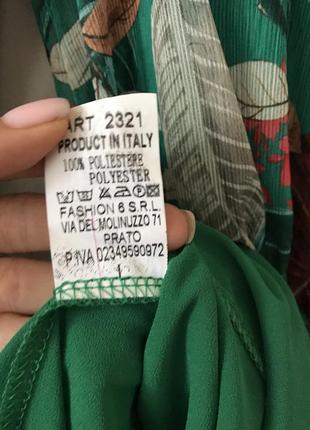 ART 2321
PRODUCT IN ITALY
100% POLIESTERE
POLYESTER
FASHION 6 S.R.L.
VIA DEL MOLINUZZO 71
PRATO
P.IVA 02349590972